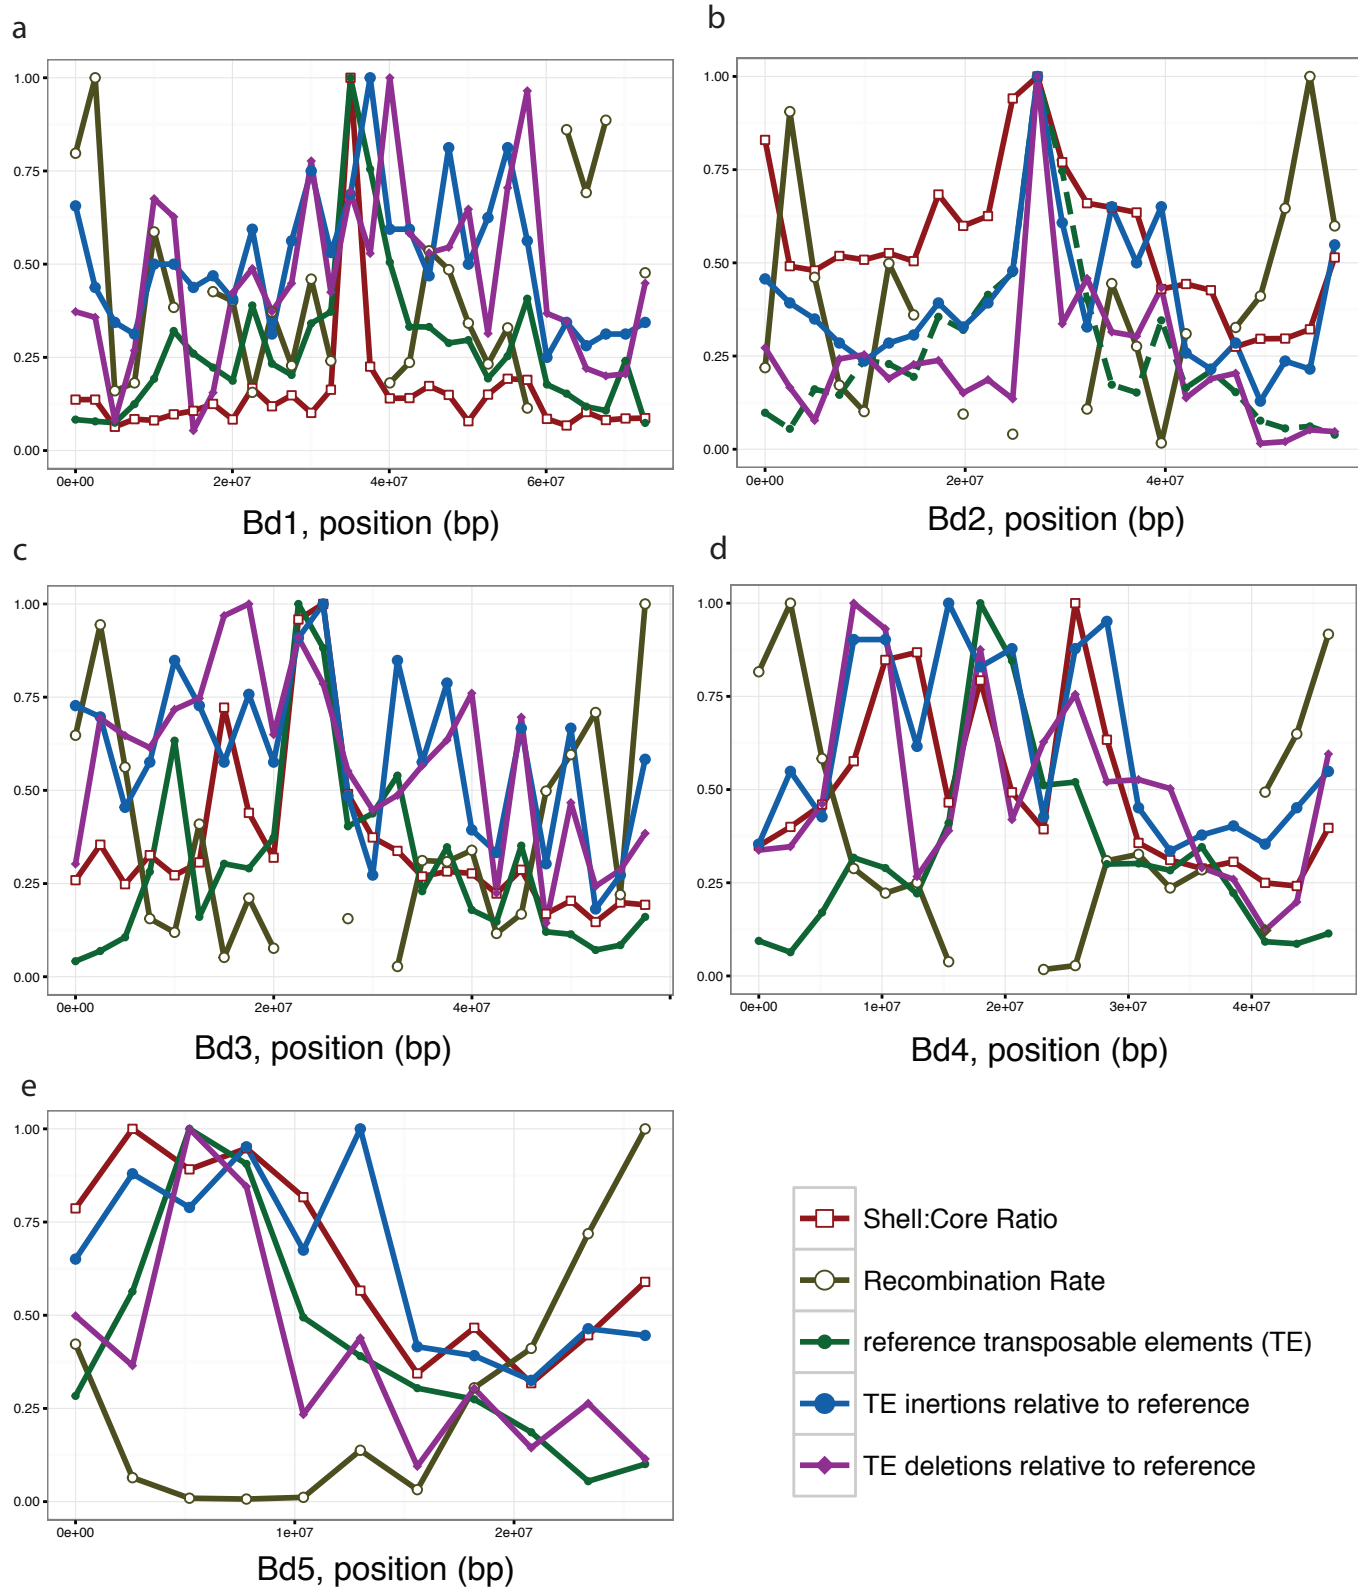 a
1.00
0.75
0.50
0.25
0.00
0e+00 2e+07 4e+07 6e+07
Bd1, position (bp)
b
1.00
0.75
0.50
0.25
0.00
0e+00 2e+07 4e+07
Bd2, position (bp)
c
1.00
0.75
0.50
0.25
0.00
0e+00 2e+07 4e+07
Bd3, position (bp)
d
1.00
0.75
0.50
0.25
0.00
0e+00 1e+07 2e+07 3e+07 4e+07
Bd4, position (bp)
e
1.00
0.75
0.50
0.25
0.00
0e+00 1e+07 2e+07
Bd5, position (bp)
Shell:Core Ratio
Recombination Rate
reference transposable elements (TE)
TE inertions relative to reference
TE deletions relative to reference